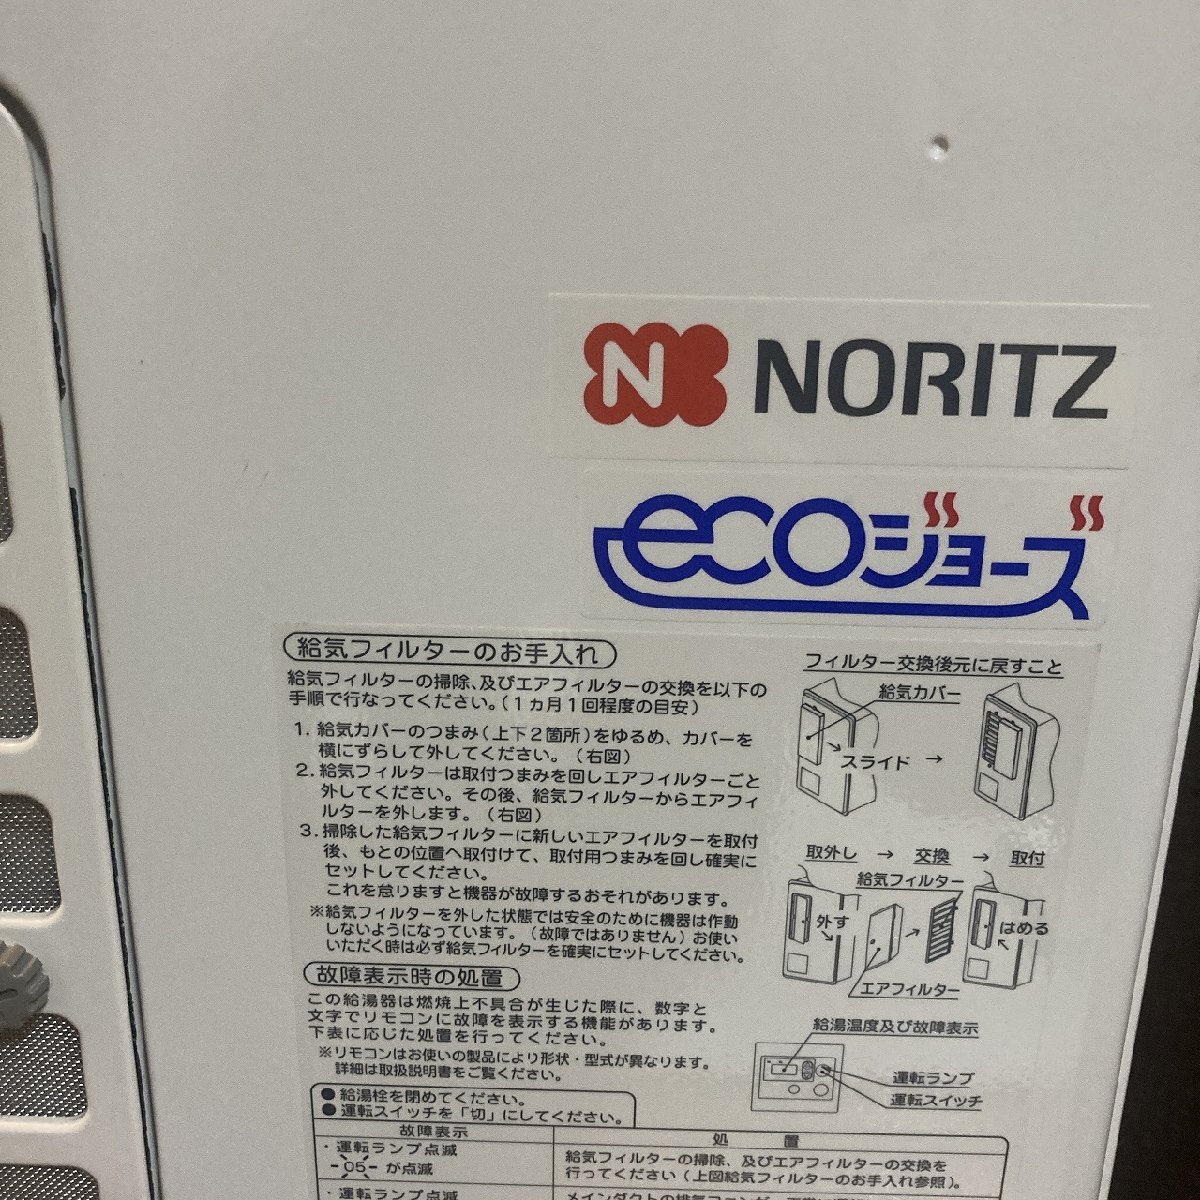 N NORITZ
ecoジョーズ
給気フィルターのお手入れ
給気フィルターの掃除、及びエアフィルターの交換を以下の
手順で行なってください。(1ヵ月1回程度の目安)
1. 給気カバーのつまみ(上下2箇所)をゆるめ、カバーを
横にずらして外してください。(右図)
2. 給気フィルターは取付つまみを回しエアフィルターごと
外してください。その後、給気フィルターからエアフィ
ルターを外します。(右図)
3. 掃除した給気フィルターに新しいエアフィルターを取付
後、もとの位置へ取付けて、取付用つまみを回し確実に
セットしてください。
これを怠りますと機器が故障するおそれがあります。
※給気フィルターを外した状態では安全のために機器は作動
しないようになっています。(故障ではありません)お使い
いただく時は必ず給気フィルターを確実にセットしてください。
フィルター交換後元に戻すこと
給気カバー
スライド →
取外し → 交換 → 取付
給気フィルター
外す
はめる
エアフィルター
故障表示時の処置
この給湯器は燃焼上不具合が生じた際に、数字と
文字でリモコンに故障を表示する機能があります。
下表に応じた処置を行ってください。
※リモコンはお使いの製品により形状・型式が異なります。
詳細は取扱説明書をご覧ください。
給湯温度及び故障表示
運転ランプ
運転スイッチ
●給湯栓を閉めてください。
●運転スイッチを「切」にしてください。
故障表示
処 置
・運転ランプ点滅
-05- が点滅
給気フィルターの掃除、及びエアフィルターの交換を
行ってください(上図給気フィルターのお手入れ参照)。
・運転ランプ点滅